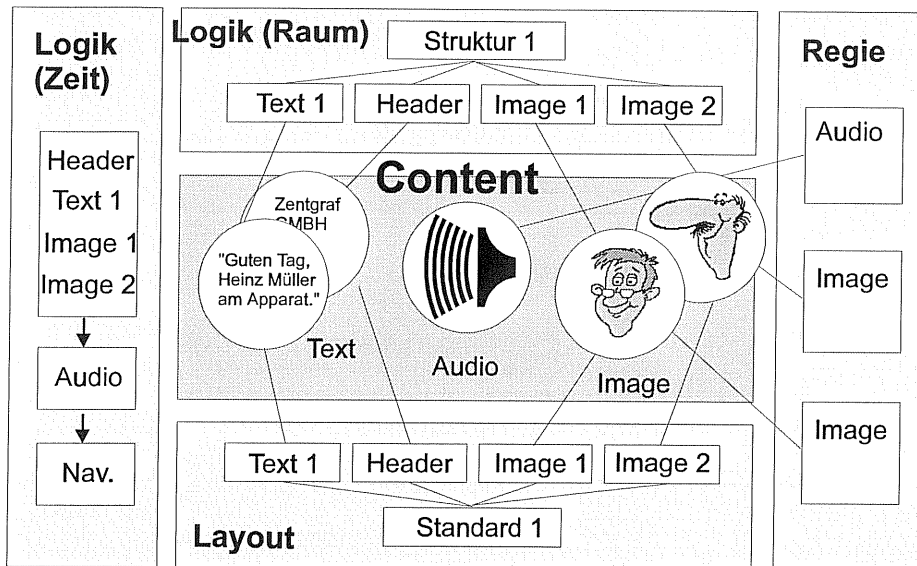 Logik
(Zeit)
Header
Text 1
Image 1
Image 2
Audio
Nav.
Logik (Raum)
Struktur 1
Text 1
Header
Image 1
Image 2
Content
Zentgraf
GMBH
"Guten Tag,
Heinz Müller
am Apparat."
Text
Audio
Image
Text 1
Header
Image 1
Image 2
Standard 1
Layout
Regie
Audio
Image
Image